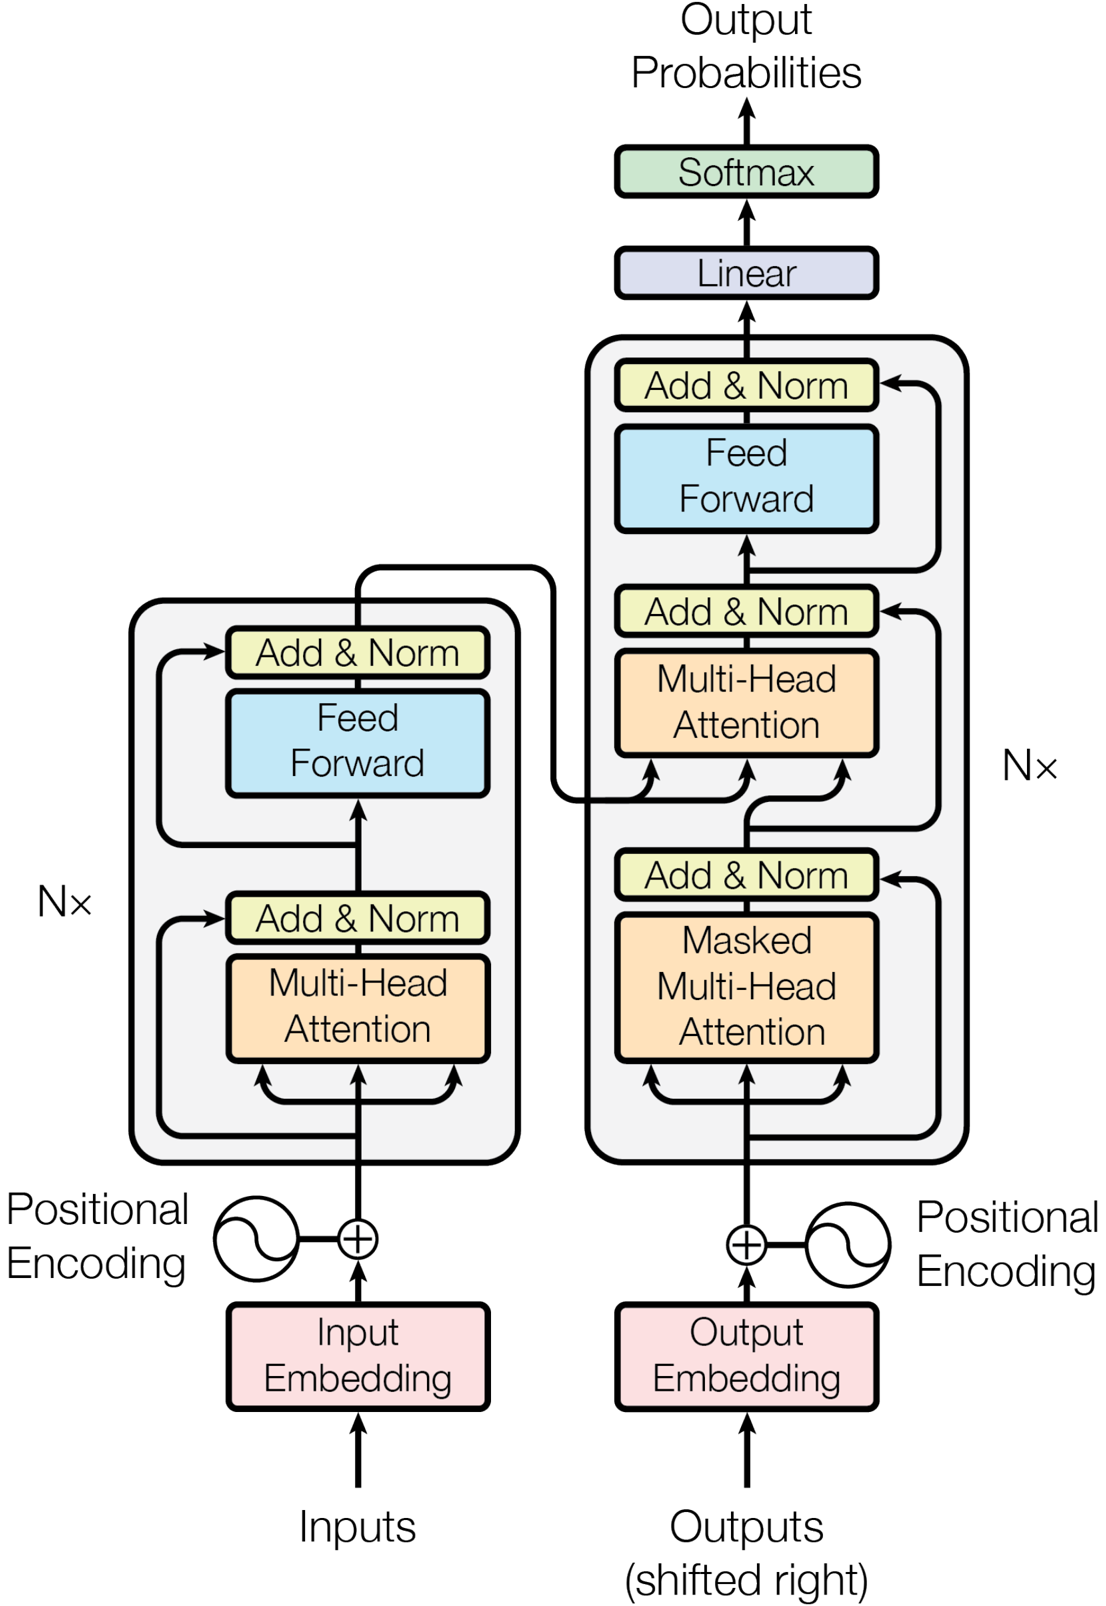 Output
Probabilities
Softmax
Linear
Add & Norm
Feed
Forward
Add & Norm
Multi-Head
Attention
Add & Norm
Masked
Multi-Head
Attention
N×
Positional
Encoding
Output
Embedding
Outputs
(shifted right)
Add & Norm
Feed
Forward
Add & Norm
Multi-Head
Attention
N×
Positional
Encoding
Input
Embedding
Inputs